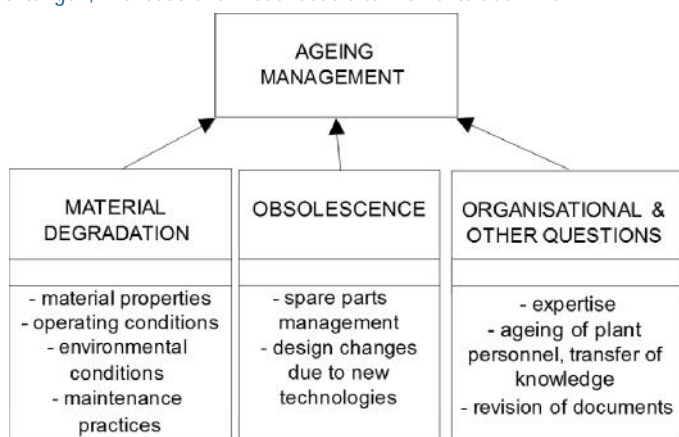 AGEING
MANAGEMENT
MATERIAL
DEGRADATION
- material properties
- operating conditions
- environmental
conditions
- maintenance
practices
OBSOLESCENCE
- spare parts
management
- design changes
due to new
technologies
ORGANISATIONAL &
OTHER QUESTIONS
- expertise
- ageing of plant
personnel, transfer of
knowledge
- revision of documents